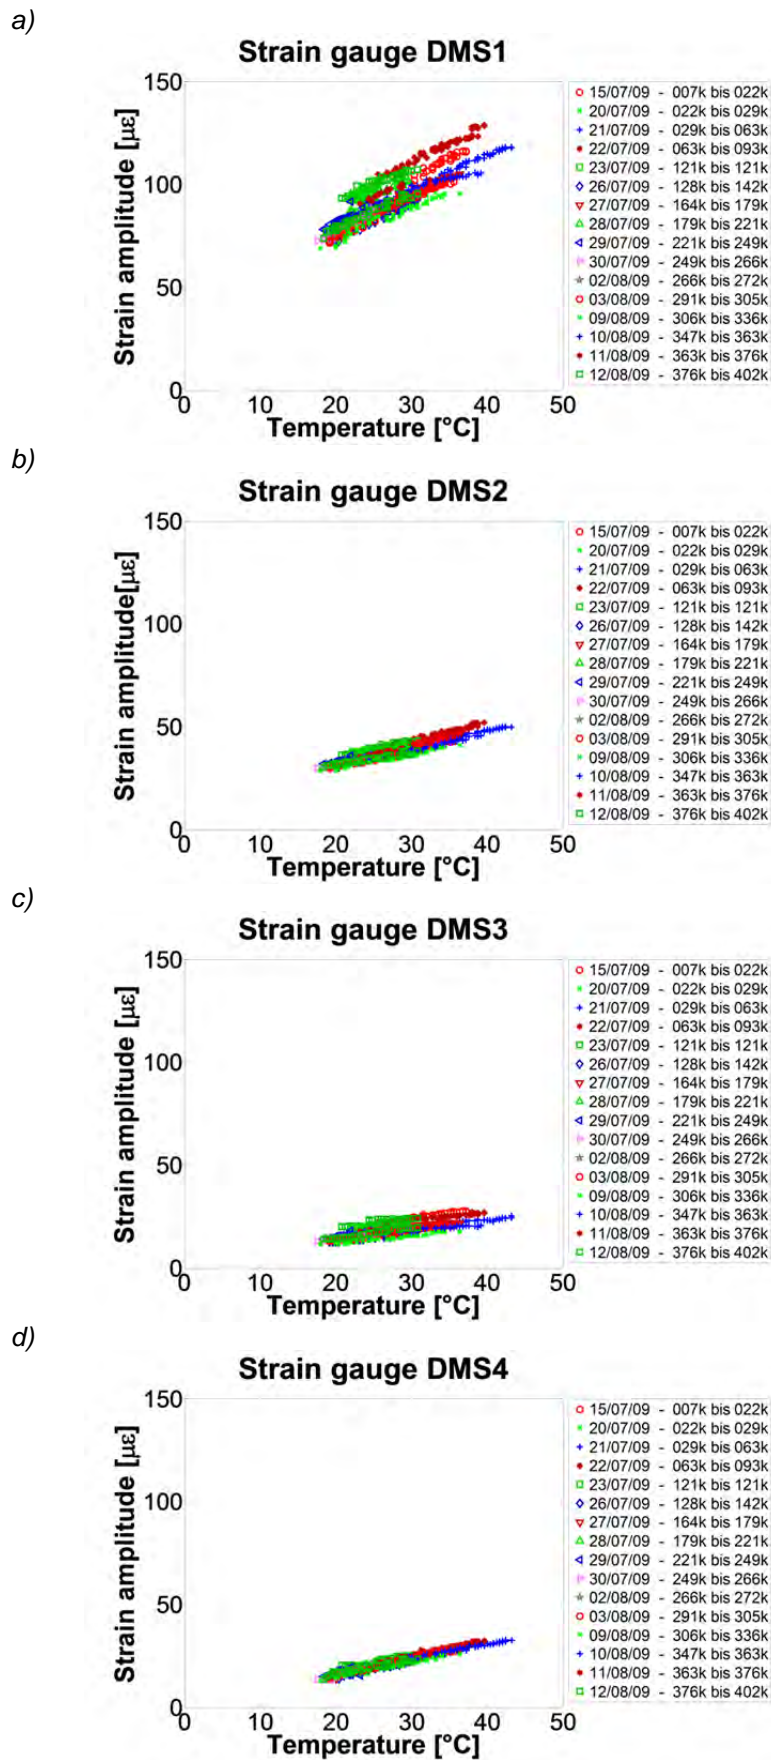 a)
Strain gauge DMS1
Strain amplitude [µε]
150
100
50
0
0 10 20 30 40 50
Temperature [°C]
15/07/09 - 007k bis 022k
20/07/09 - 022k bis 029k
21/07/09 - 029k bis 063k
22/07/09 - 063k bis 093k
23/07/09 - 121k bis 121k
26/07/09 - 128k bis 142k
27/07/09 - 164k bis 179k
28/07/09 - 179k bis 221k
29/07/09 - 221k bis 249k
30/07/09 - 249k bis 266k
02/08/09 - 266k bis 272k
03/08/09 - 291k bis 305k
09/08/09 - 306k bis 336k
10/08/09 - 347k bis 363k
11/08/09 - 363k bis 376k
12/08/09 - 376k bis 402k
b)
Strain gauge DMS2
Strain amplitude[µε]
150
100
50
0
0 10 20 30 40 50
Temperature [°C]
15/07/09 - 007k bis 022k
20/07/09 - 022k bis 029k
21/07/09 - 029k bis 063k
22/07/09 - 063k bis 093k
23/07/09 - 121k bis 121k
26/07/09 - 128k bis 142k
27/07/09 - 164k bis 179k
28/07/09 - 179k bis 221k
29/07/09 - 221k bis 249k
30/07/09 - 249k bis 266k
02/08/09 - 266k bis 272k
03/08/09 - 291k bis 305k
09/08/09 - 306k bis 336k
10/08/09 - 347k bis 363k
11/08/09 - 363k bis 376k
12/08/09 - 376k bis 402k
c)
Strain gauge DMS3
Strain amplitude [µε]
150
100
50
0
0 10 20 30 40 50
Temperature [°C]
15/07/09 - 007k bis 022k
20/07/09 - 022k bis 029k
21/07/09 - 029k bis 063k
22/07/09 - 063k bis 093k
23/07/09 - 121k bis 121k
26/07/09 - 128k bis 142k
27/07/09 - 164k bis 179k
28/07/09 - 179k bis 221k
29/07/09 - 221k bis 249k
30/07/09 - 249k bis 266k
02/08/09 - 266k bis 272k
03/08/09 - 291k bis 305k
09/08/09 - 306k bis 336k
10/08/09 - 347k bis 363k
11/08/09 - 363k bis 376k
12/08/09 - 376k bis 402k
d)
Strain gauge DMS4
Strain amplitude [µε]
150
100
50
0
0 10 20 30 40 50
Temperature [°C]
15/07/09 - 007k bis 022k
20/07/09 - 022k bis 029k
21/07/09 - 029k bis 063k
22/07/09 - 063k bis 093k
23/07/09 - 121k bis 121k
26/07/09 - 128k bis 142k
27/07/09 - 164k bis 179k
28/07/09 - 179k bis 221k
29/07/09 - 221k bis 249k
30/07/09 - 249k bis 266k
02/08/09 - 266k bis 272k
03/08/09 - 291k bis 305k
09/08/09 - 306k bis 336k
10/08/09 - 347k bis 363k
11/08/09 - 363k bis 376k
12/08/09 - 376k bis 402k